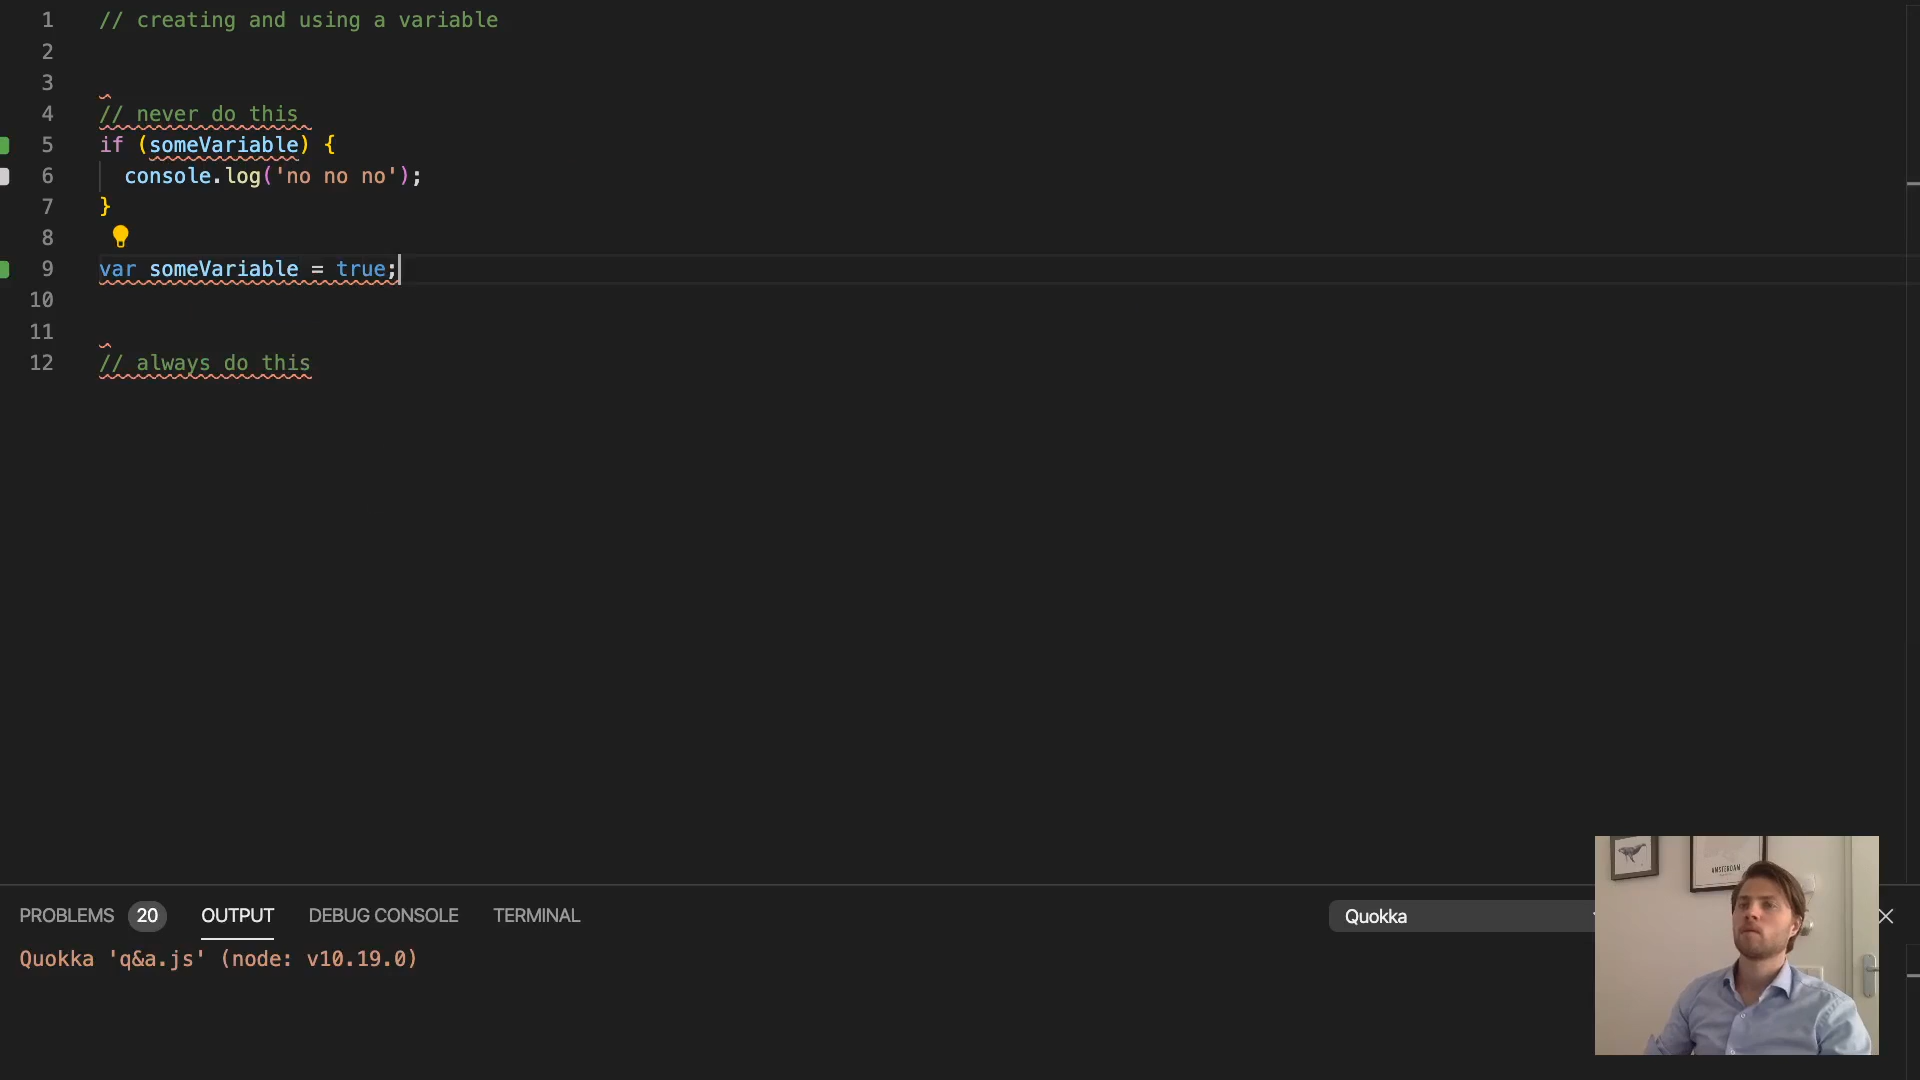 1 // creating and using a variable
2
3
4 // never do this
5 if (someVariable) {
6 console.log('no no no');
7 }
8
9 var someVariable = true;
10
11
12 // always do this
PROBLEMS 20 OUTPUT DEBUG CONSOLE TERMINAL Quokka
Quokka 'q&a.js' (node: v10.19.0)
AMSTERDAM